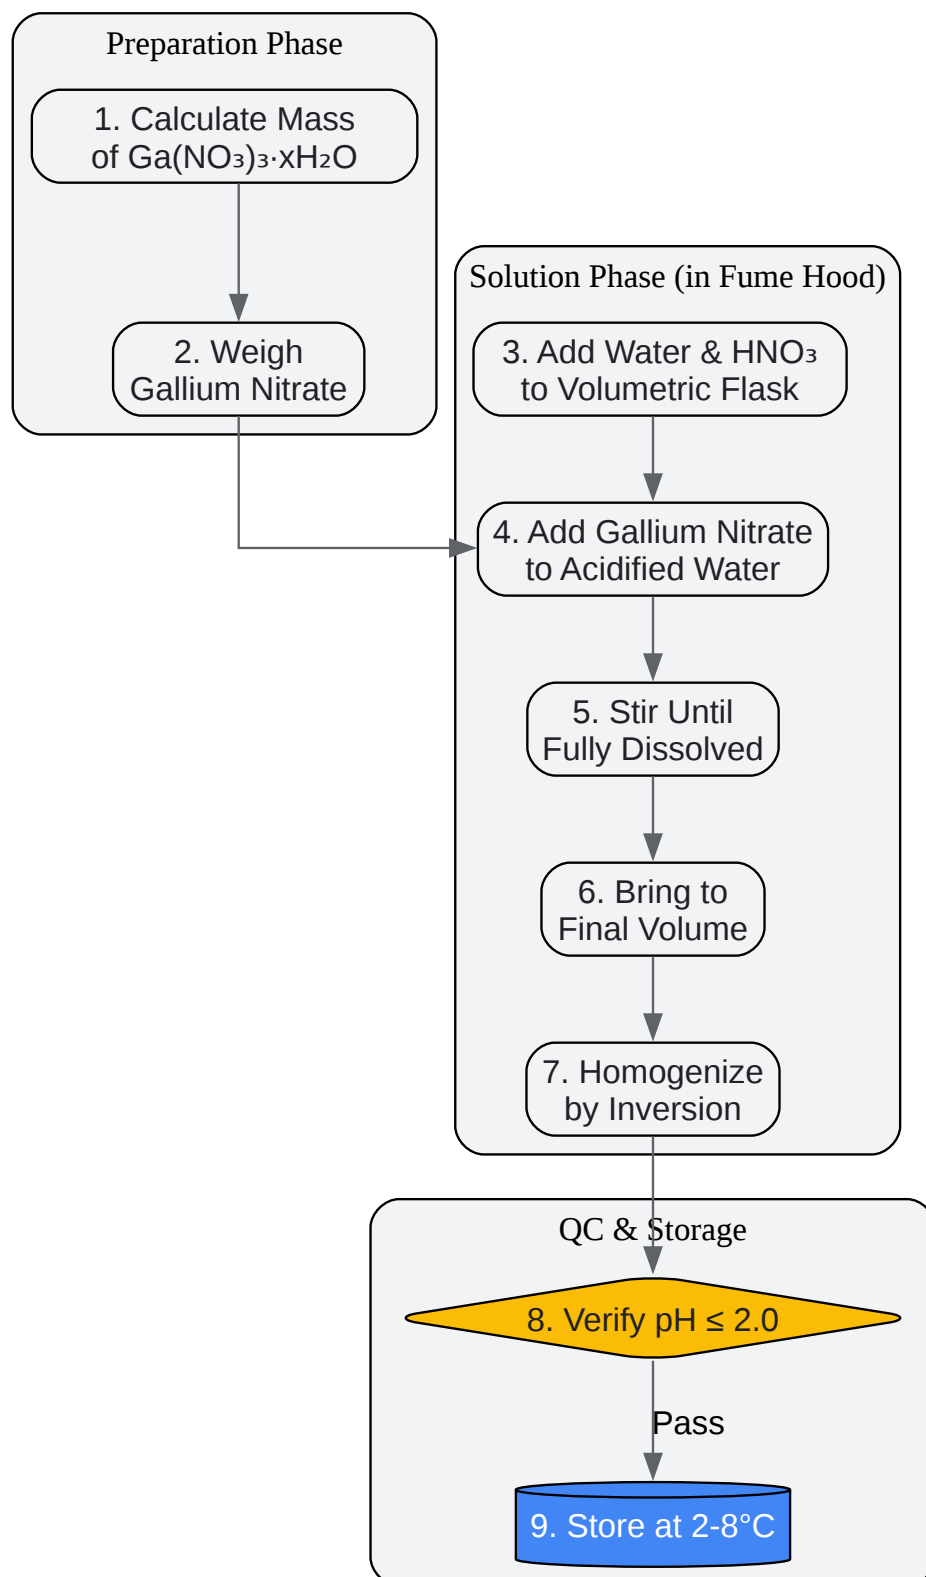 Preparation Phase
1. Calculate Mass
of Ga(NO₃)₃·xH₂O
2. Weigh
Gallium Nitrate
Solution Phase (in Fume Hood)
3. Add Water & HNO₃
to Volumetric Flask
4. Add Gallium Nitrate
to Acidified Water
5. Stir Until
Fully Dissolved
6. Bring to
Final Volume
7. Homogenize
by Inversion
QC & Storage
8. Verify pH ≤ 2.0
Pass
9. Store at 2-8°C